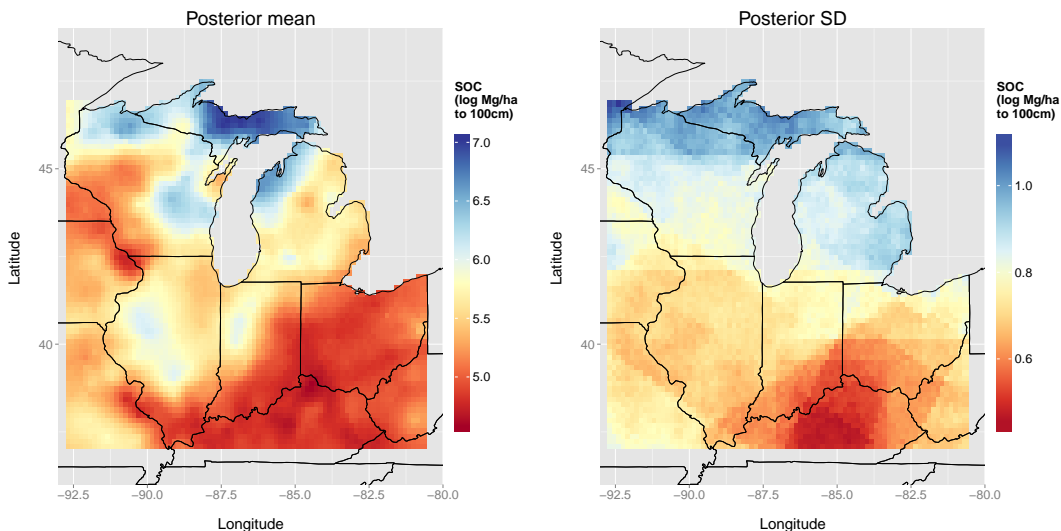 Posterior mean
Latitude
45
40
−92.5
−90.0
−87.5
−85.0
−82.5
−80.0
Longitude
SOC
(log Mg/ha
to 100cm)
7.0
6.5
6.0
5.5
5.0
Posterior SD
Latitude
45
40
−92.5
−90.0
−87.5
−85.0
−82.5
−80.0
Longitude
SOC
(log Mg/ha
to 100cm)
1.0
0.8
0.6